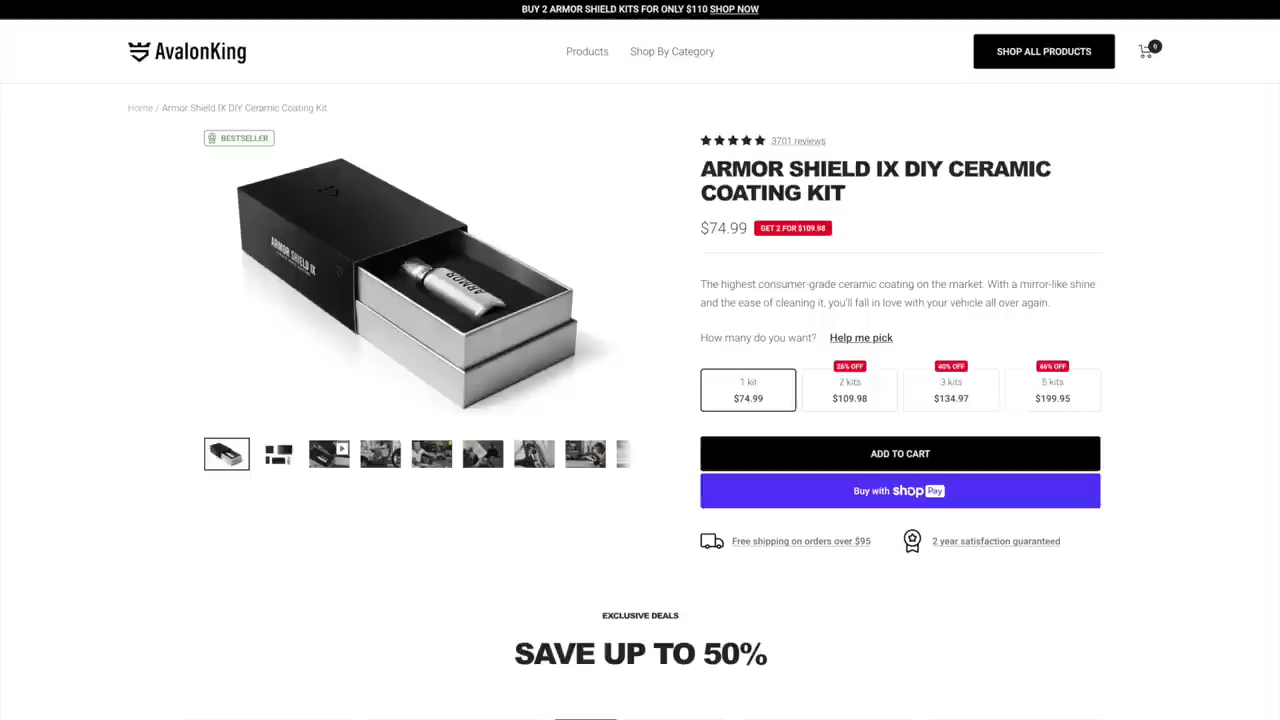 BUY 2 ARMOR SHIELD KITS FOR ONLY $110 SHOP NOW
AvalonKing
Products
Shop By Category
SHOP ALL PRODUCTS
0
Home / Armor Shield IX DIY Ceramic Coating Kit
BESTSELLER
ARMOR SHIELD IX
ARMOR
3701 reviews
ARMOR SHIELD IX DIY CERAMIC
COATING KIT
$74.99
GET 2 FOR $109.98
The highest consumer-grade ceramic coating on the market. With a mirror-like shine
and the ease of cleaning it, you'll fall in love with your vehicle all over again.
How many do you want?
Help me pick
1 kit
$74.99
26% OFF
2 kits
$109.98
40% OFF
3 kits
$134.97
46% OFF
5 kits
$199.95
ADD TO CART
Buy with shop Pay
Free shipping on orders over $95
2 year satisfaction guaranteed
EXCLUSIVE DEALS
SAVE UP TO 50%